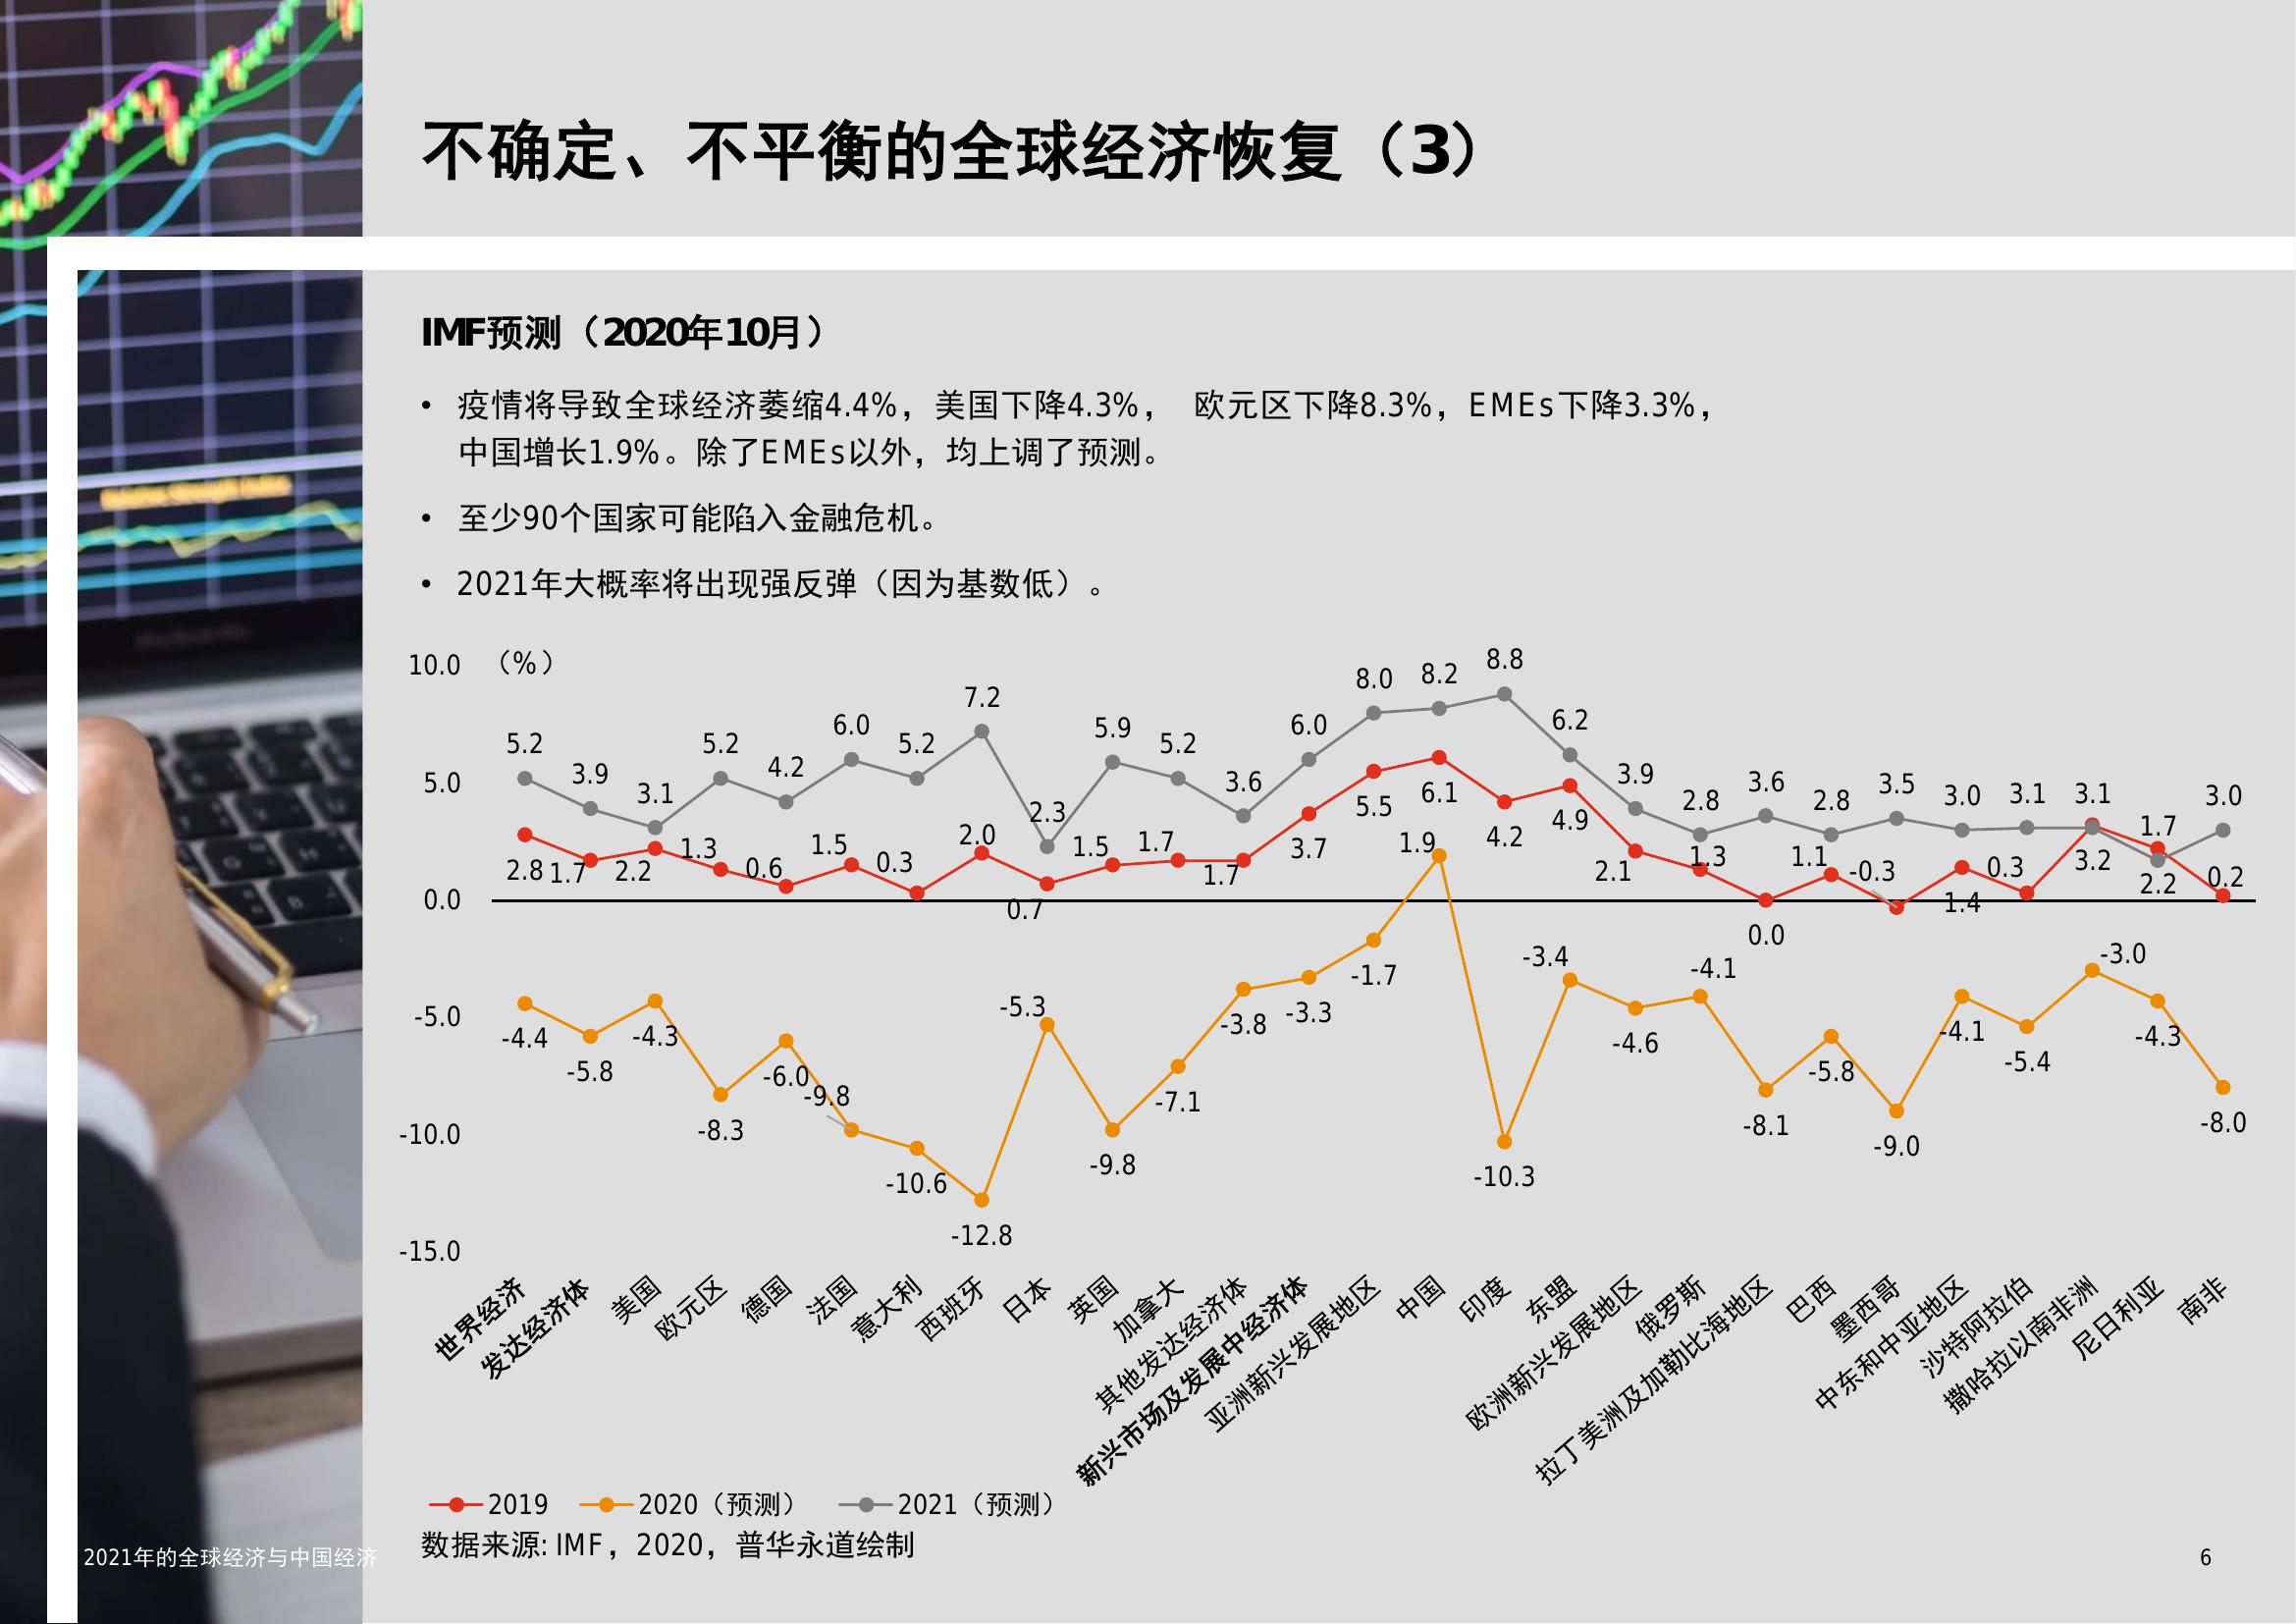 不确定、不平衡的全球经济恢复（3）
IMF预测（2020年10月）
• 疫情将导致全球经济萎缩4.4%，美国下降4.3%， 欧元区下降8.3%，EMEs下降3.3%，
中国增长1.9%。除了EMEs以外，均上调了预测。
• 至少90个国家可能陷入金融危机。
• 2021年大概率将出现强反弹（因为基数低）。
（%）
10.0
5.0
0.0
-5.0
-10.0
-15.0
5.2 3.9 3.1 5.2 4.2 6.0 5.2 7.2 2.3 5.9 5.2 3.6 6.0 8.0 8.2 8.8 6.2 3.9 2.8 3.6 2.8 3.5 3.0 3.1 3.1 1.7 3.0
2.8 1.7 2.2 1.3 0.6 1.5 0.3 2.0 0.7 1.5 1.7 1.7 3.7 5.5 6.1 4.2 4.9 2.1 1.3 0.0 1.1 -0.3 1.4 0.3 3.2 2.2 0.2
-4.4 -5.8 -4.3 -8.3 -6.0 -9.8 -10.6 -12.8 -5.3 -9.8 -7.1 -3.8 -3.3 -1.7 1.9 -10.3 -3.4 -4.6 -4.1 -8.1 -5.8 -9.0 -4.1 -5.4 -3.0 -4.3 -8.0
世界经济
发达经济体
美国
欧元区
德国
法国
意大利
西班牙
日本
英国
加拿大
其他发达经济体
新兴市场及发展中经济体
亚洲新兴发展地区
中国
印度
东盟
欧洲新兴发展地区
俄罗斯
拉丁美洲及加勒比海地区
巴西
墨西哥
中东和中亚地区
沙特阿拉伯
撒哈拉以南非洲
尼日利亚
南非
2019 2020（预测） 2021（预测）
数据来源: IMF，2020，普华永道绘制
2021年的全球经济与中国经济
6